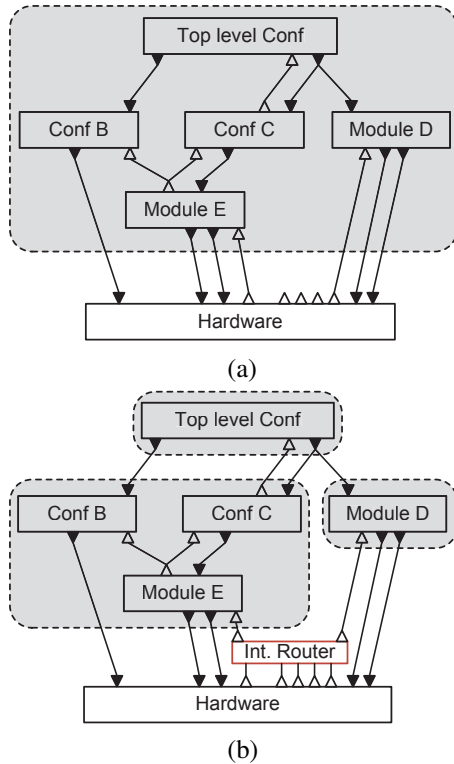 Top level Conf
Conf B
Conf C
Module D
Module E
Hardware
(a)
Top level Conf
Conf B
Conf C
Module D
Module E
Int. Router
Hardware
(b)